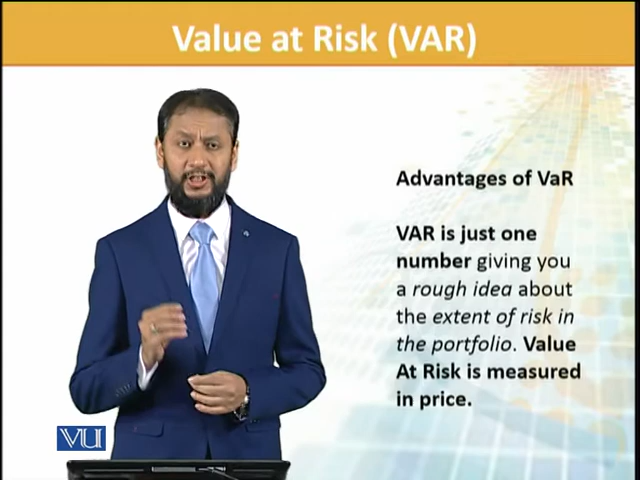 Value at Risk (VAR)
Advantages of VaR
VAR is just one
number giving you
a rough idea about
the extent of risk in
the portfolio. Value
At Risk is measured
in price.
VU